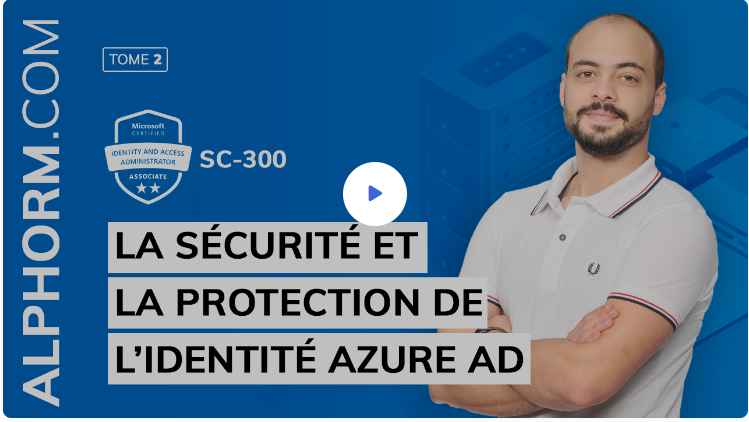 ALPHORM.COM
TOME 2
Microsoft
CERTIFIED
IDENTITY AND ACCESS
ADMINISTRATOR
ASSOCIATE
SC-300
LA SÉCURITÉ ET
LA PROTECTION DE
L'IDENTITÉ AZURE AD